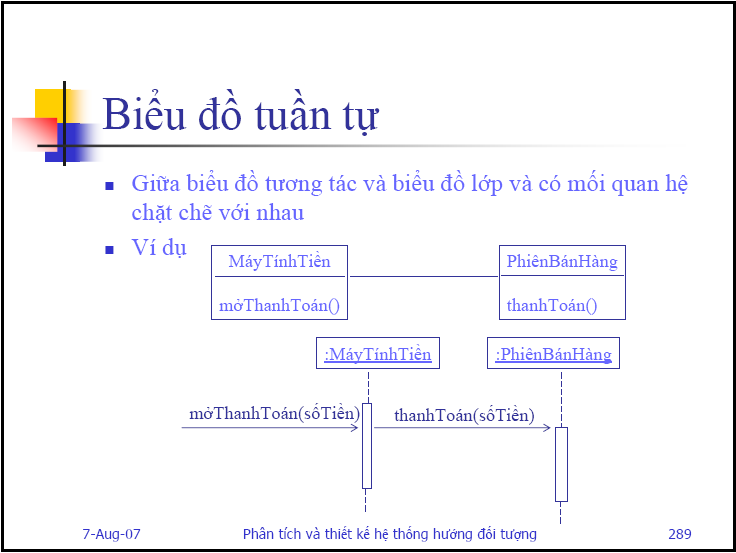 Biểu đồ tuần tự
Giữa biểu đồ tương tác và biểu đồ lớp và có mối quan hệ
chặt chẽ với nhau
Ví dụ
MáyTínhTiền
PhiênBánHàng
mởThanhToán()
thanhToán()
:MáyTínhTiền
:PhiênBánHàng
mởThanhToán(sốTiền)
thanhToán(sốTiền)
7-Aug-07
Phân tích và thiết kế hệ thống hướng đối tượng
289